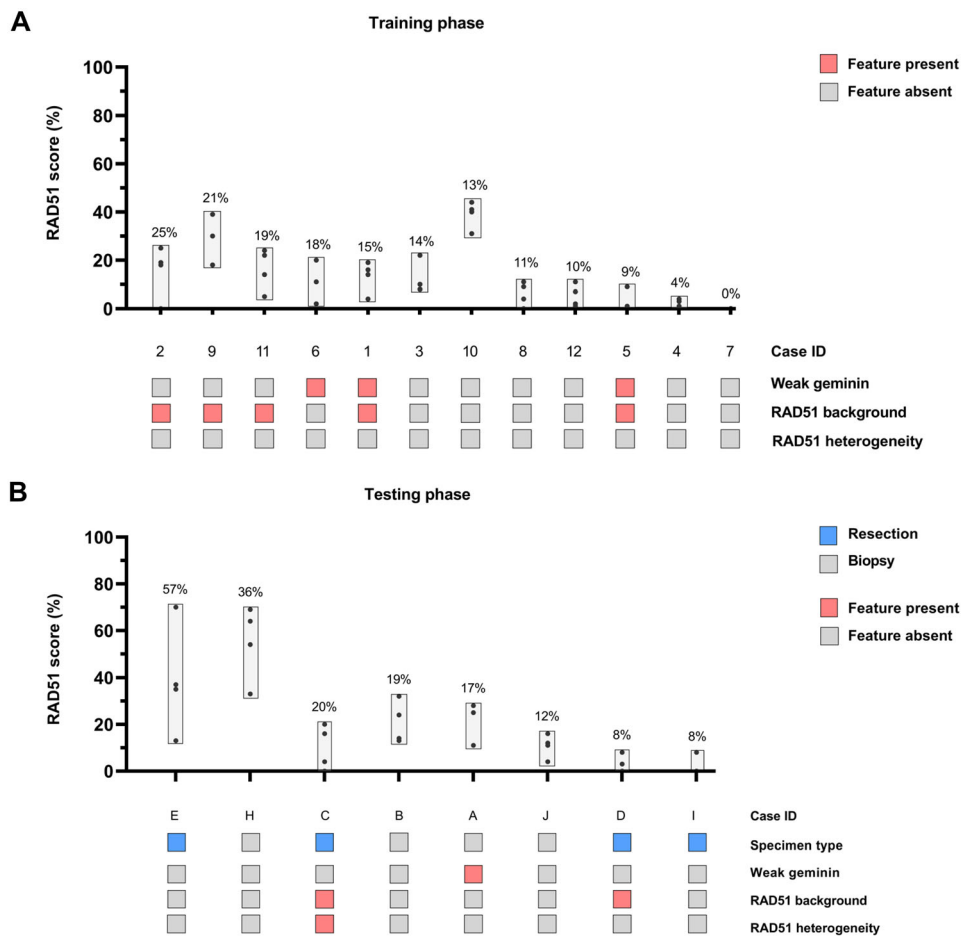 A
Training phase
Feature present
Feature absent
RAD51 score (%)
100
80
60
40
20
0
25%
21%
19%
18%
15%
14%
13%
11%
10%
9%
4%
0%
2 9 11 6 1 3 10 8 12 5 4 7 Case ID
Weak geminin
RAD51 background
RAD51 heterogeneity
B
Testing phase
Resection
Biopsy
Feature present
Feature absent
RAD51 score (%)
100
80
60
40
20
0
57%
36%
20%
19%
17%
12%
8%
8%
E H C B A J D I Case ID
Specimen type
Weak geminin
RAD51 background
RAD51 heterogeneity